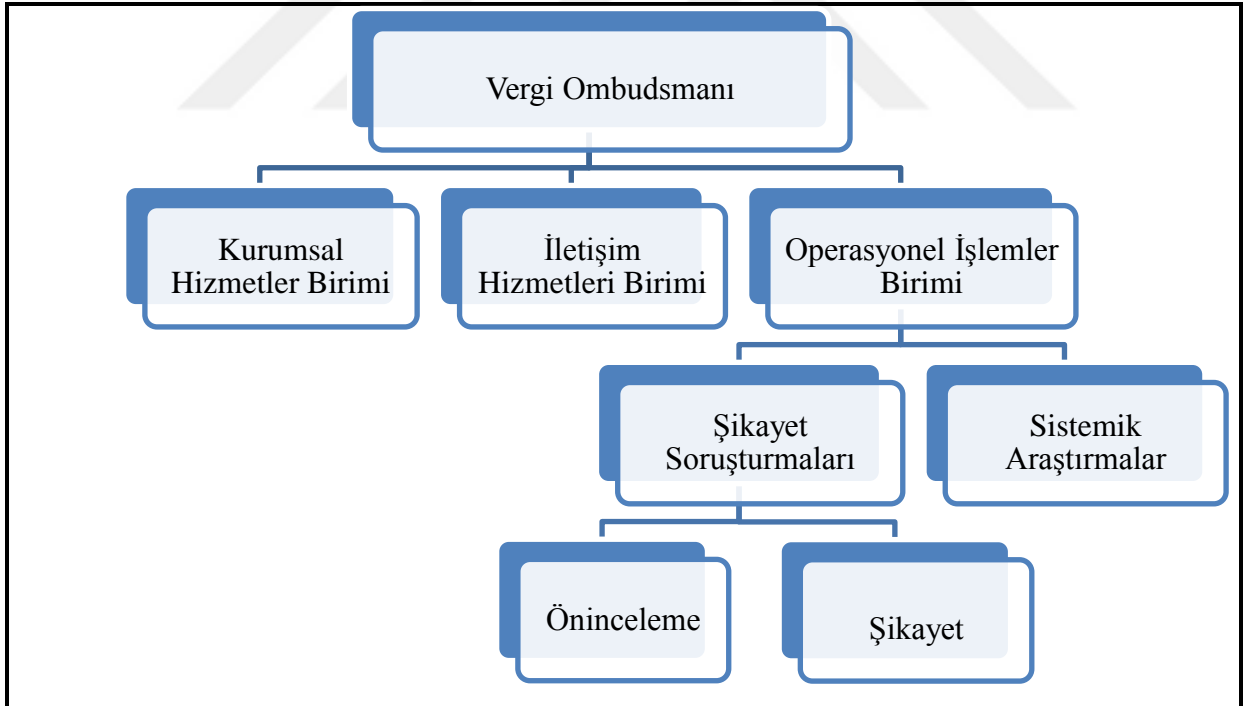 Vergi Ombudsmanı
Kurumsal
Hizmetler Birimi
İletişim
Hizmetleri Birimi
Operasyonel İşlemler
Birimi
Şikayet
Soruşturmaları
Sistemik
Araştırmalar
Öninceleme
Şikayet